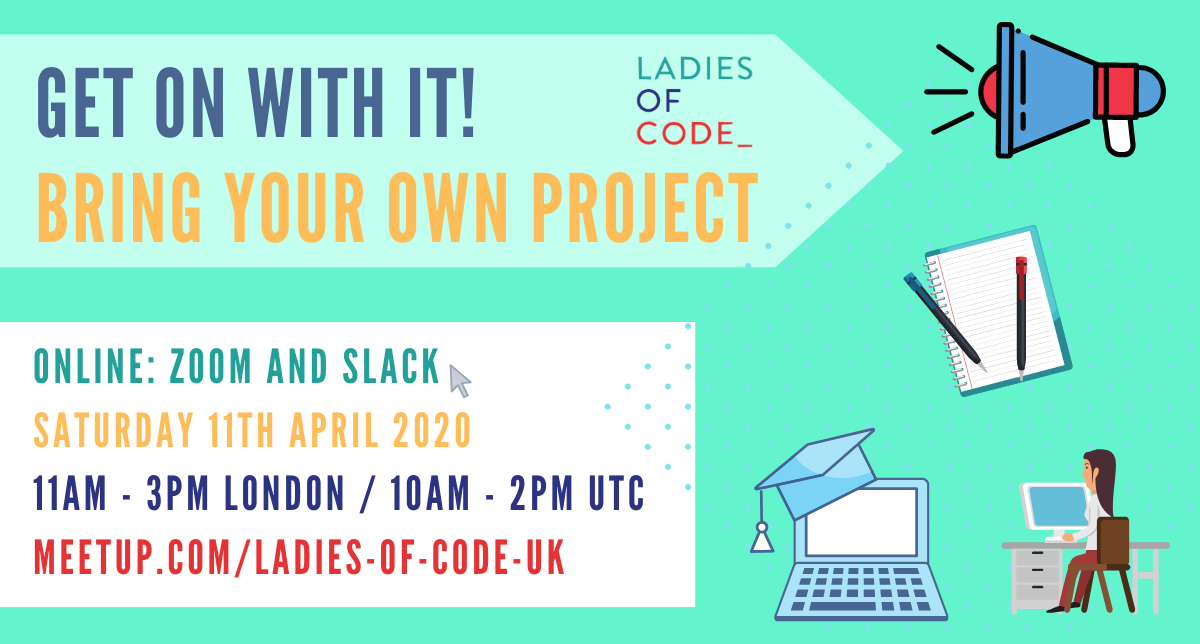 GET ON WITH IT!
LADIES
OF
CODE_
BRING YOUR OWN PROJECT
ONLINE: ZOOM AND SLACK
SATURDAY 11TH APRIL 2020
11AM - 3PM LONDON / 10AM - 2PM UTC
MEETUP.COM/LADIES-OF-CODE-UK